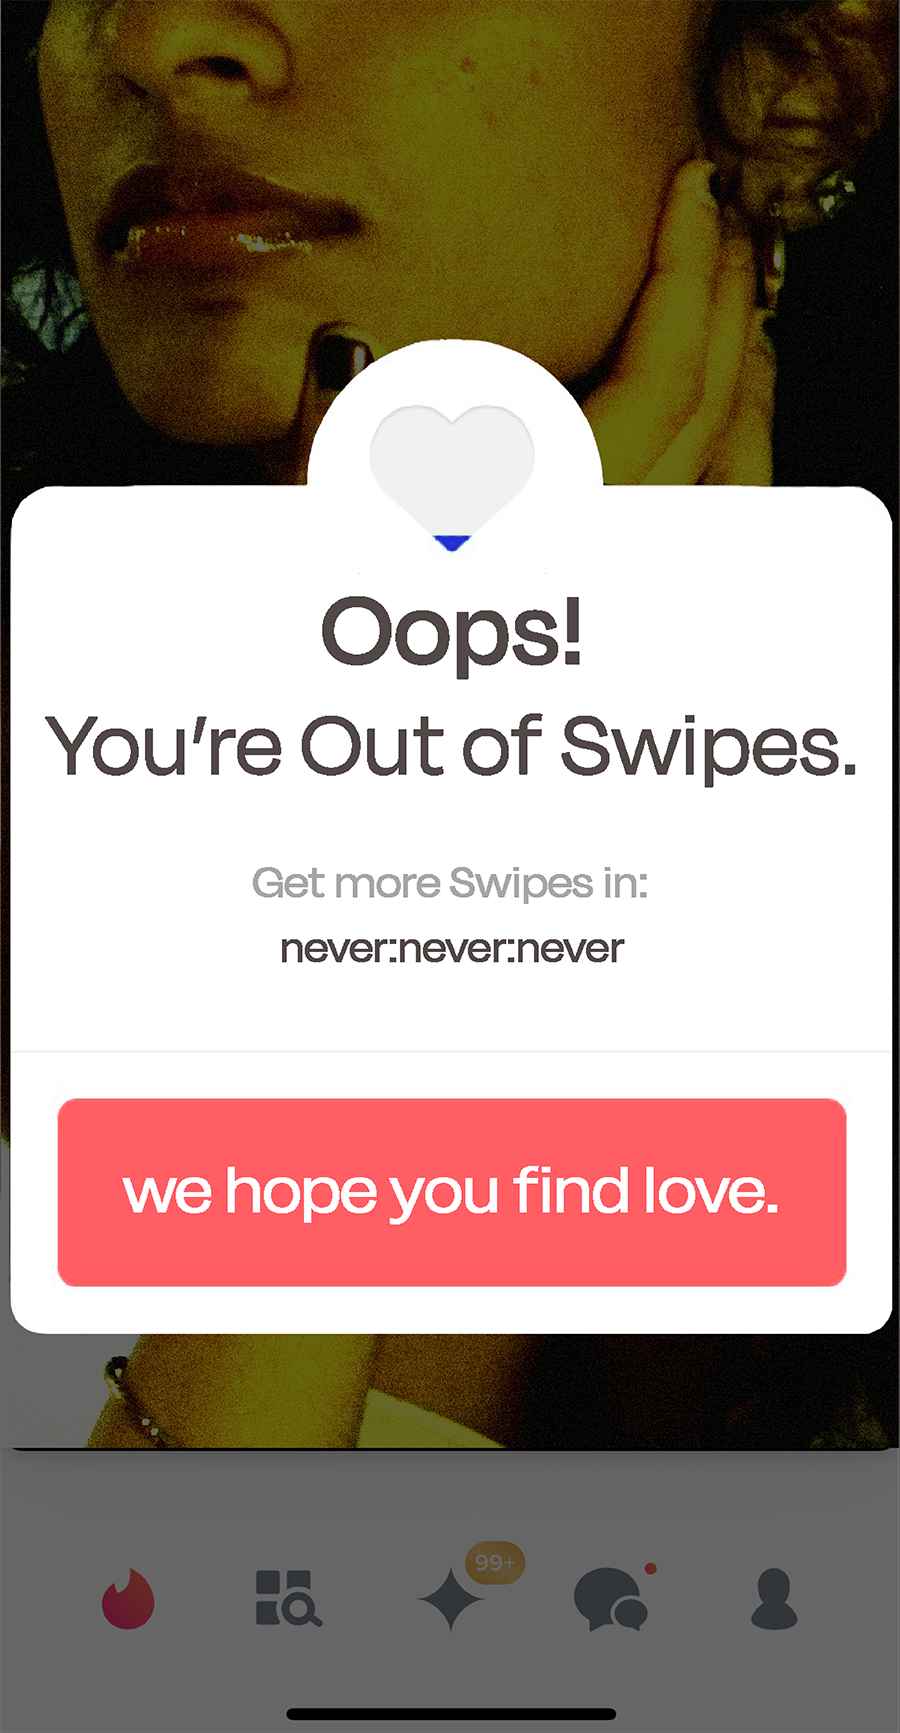 Oops!
You're Out of Swipes.
Get more Swipes in:
never:never:never
we hope you find love.
99+